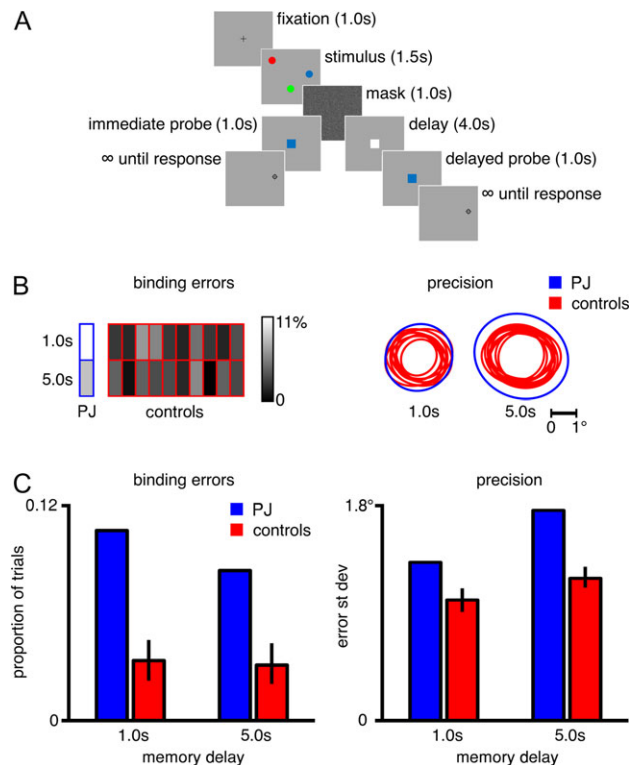 A
fixation (1.0s)
stimulus (1.5s)
mask (1.0s)
immediate probe (1.0s)
delay (4.0s)
∞ until response
delayed probe (1.0s)
∞ until response
B
binding errors
precision
PJ
controls
11%
1.0s
5.0s
0
PJ
controls
1.0s
5.0s
0 1°
C
binding errors
precision
0.12
PJ
controls
proportion of trials
0
1.0s
5.0s
memory delay
1.8°
error st dev
0
1.0s
5.0s
memory delay